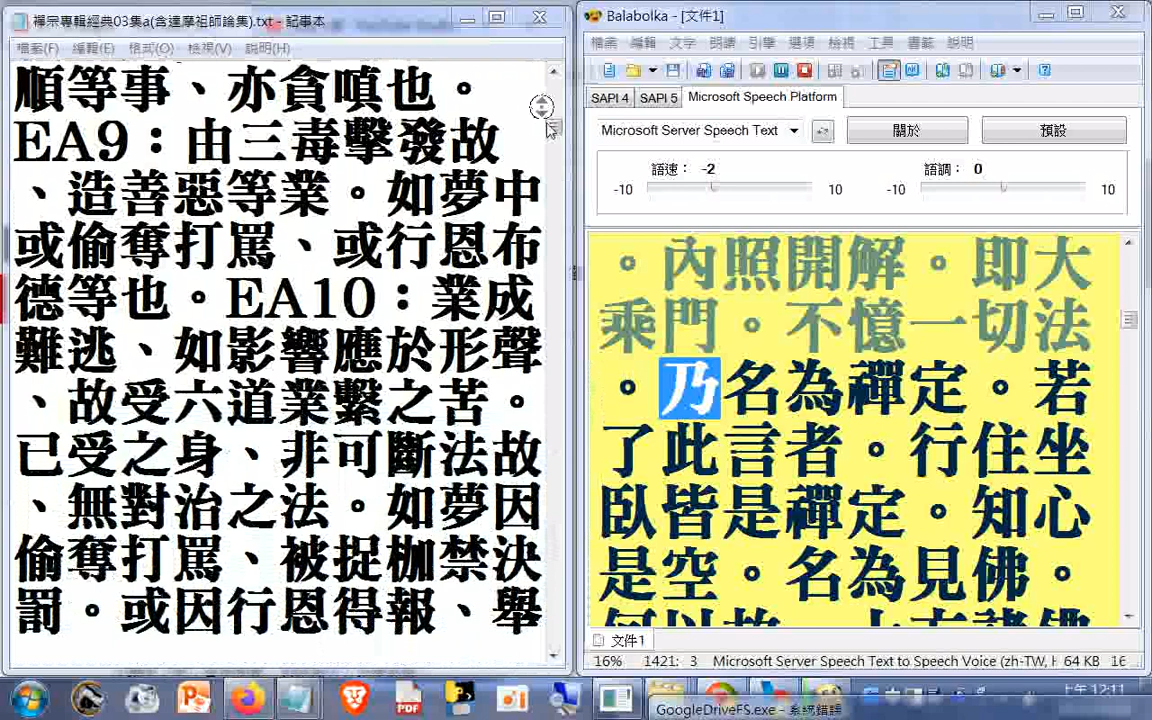 禪宗專輯經典03集a(含達摩祖師論集).txt - 記事本
檔案(F) 編輯(E) 格式(O) 檢視(V) 說明(H)
順等事、亦貪嗔也。
EA9：由三毒擊發故
、造善惡等業。如夢中
或偷奪打罵、或行恩布
德等也。EA10：業成
難逃、如影響應於形聲
、故受六道業繫之苦。
已受之身、非可斷法故
、無對治之法。如夢因
偷奪打罵、被捉枷禁決
罰。或因行恩得報、舉
Balabolka - [文件1]
檔案 編輯 文字 朗讀 引擎 選項 檢視 工具 書籤 說明
SAPI 4 SAPI 5 Microsoft Speech Platform
Microsoft Server Speech Text 關於 預設
語速： -2 語調： 0
-10 10 -10 10
。內照開解。即大
乘門。不憶一切法
。乃名為禪定。若
了此言者。行住坐
臥皆是禪定。知心
是空。名為見佛。
何以故。十方諸佛
文件1
16% 1421: 3 Microsoft Server Speech Text to Speech Voice (zh-TW, H 64 KB 16
GoogleDriveFS.exe - 系統錯誤
上午 12:11